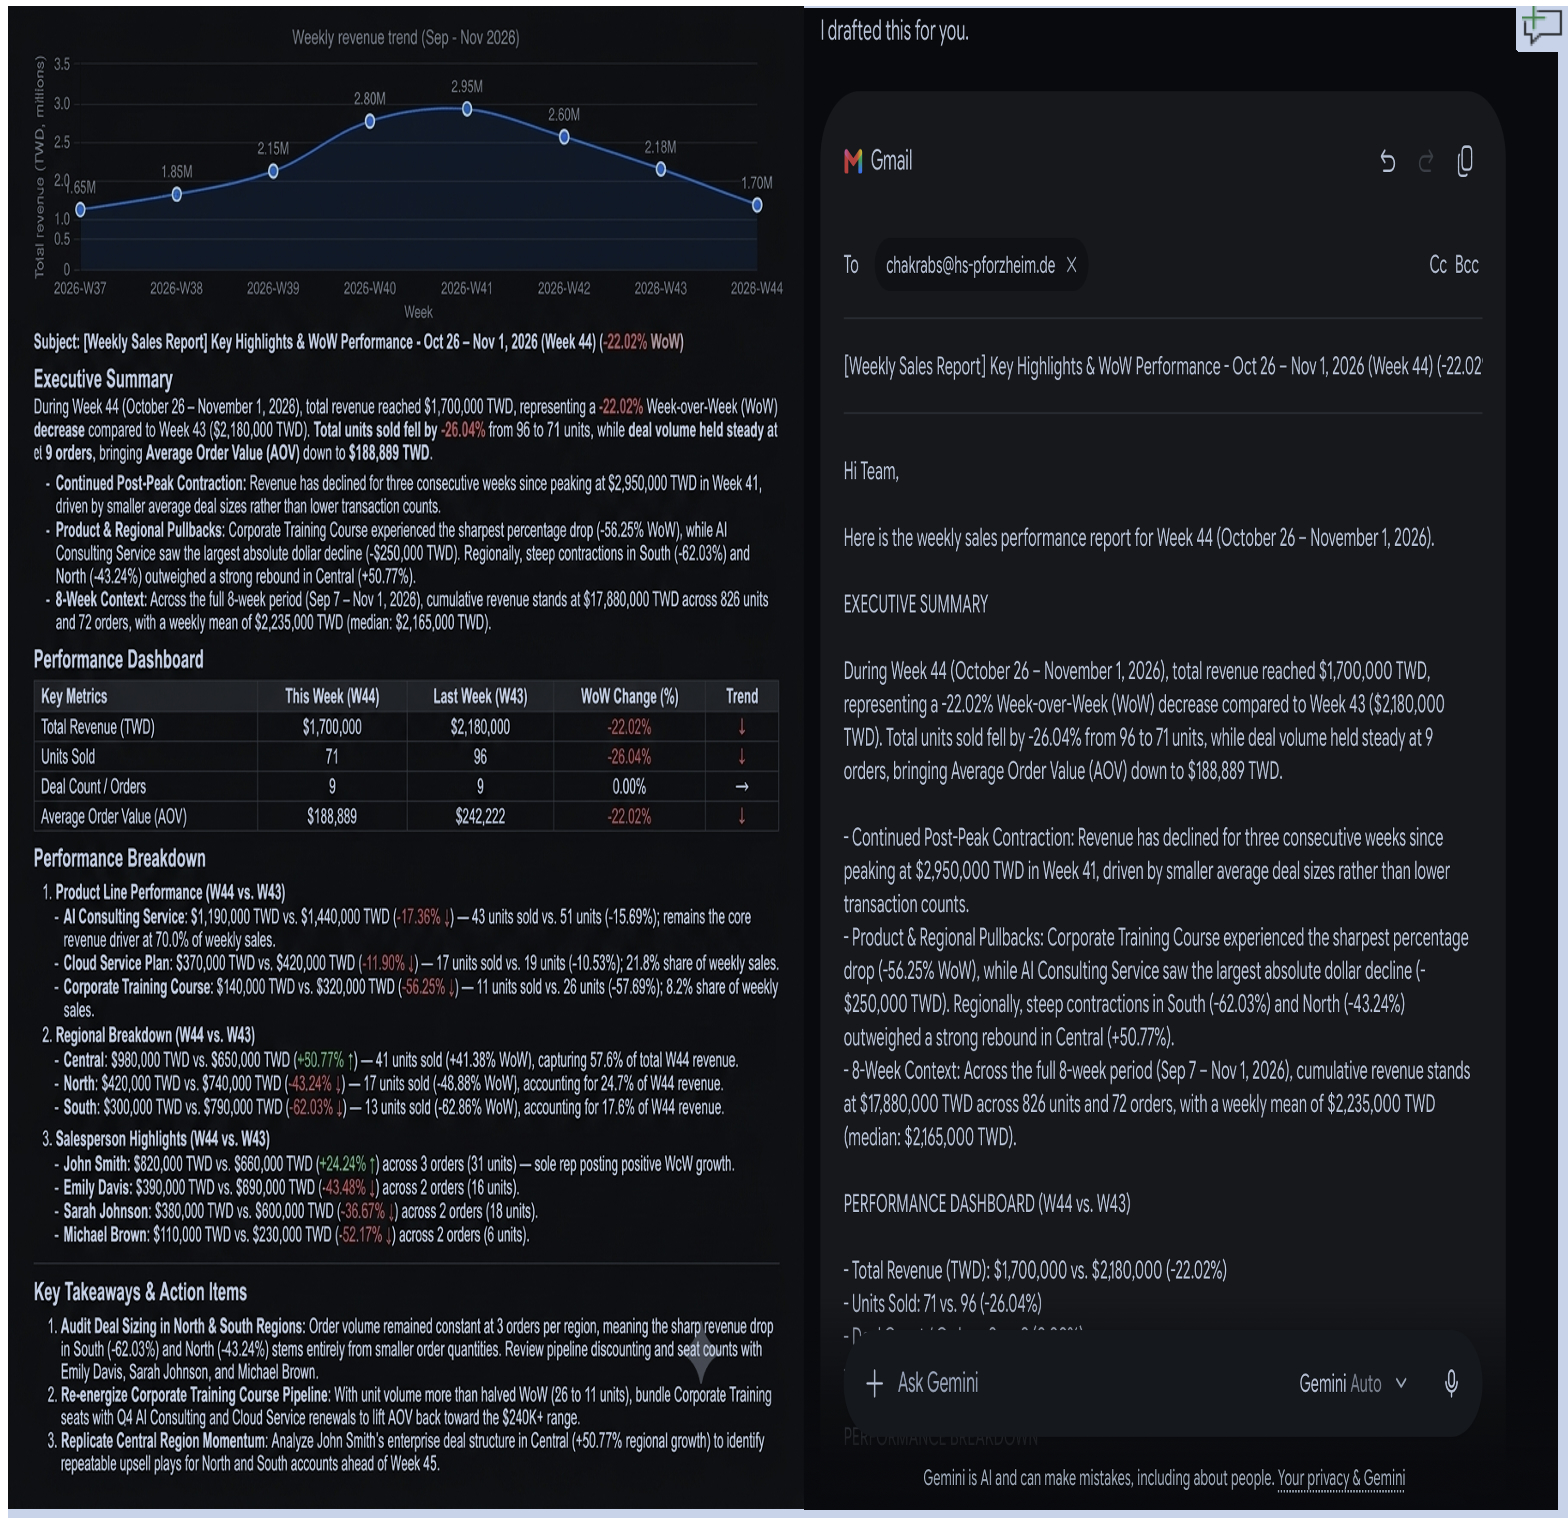 Weekly revenue trend (Sep - Nov 2026)
Total revenue (TWD, millions)
3.5
3.0
2.5
2.0
1.0
0.5
0
1.65M
1.85M
2.15M
2.80M
2.95M
2.60M
2.18M
1.70M
2026-W37
2026-W38
2026-W39
2026-W40
2026-W41
2026-W42
2026-W43
2026-W44
Week
Subject: [Weekly Sales Report] Key Highlights & WoW Performance - Oct 26 – Nov 1, 2026 (Week 44) (-22.02% WoW)
Executive Summary
During Week 44 (October 26 – November 1, 2026), total revenue reached $1,700,000 TWD, representing a -22.02% Week-over-Week (WoW)
decrease compared to Week 43 ($2,180,000 TWD). Total units sold fell by -26.04% from 96 to 71 units, while deal volume held steady at
et 9 orders, bringing Average Order Value (AOV) down to $188,889 TWD.
- Continued Post-Peak Contraction: Revenue has declined for three consecutive weeks since peaking at $2,950,000 TWD in Week 41,
driven by smaller average deal sizes rather than lower transaction counts.
- Product & Regional Pullbacks: Corporate Training Course experienced the sharpest percentage drop (-56.25% WoW), while AI
Consulting Service saw the largest absolute dollar decline (-$250,000 TWD). Regionally, steep contractions in South (-62.03%) and
North (-43.24%) outweighed a strong rebound in Central (+50.77%).
- 8-Week Context: Across the full 8-week period (Sep 7 – Nov 1, 2026), cumulative revenue stands at $17,880,000 TWD across 826 units
and 72 orders, with a weekly mean of $2,235,000 TWD (median: $2,165,000 TWD).
Performance Dashboard
Key Metrics This Week (W44) Last Week (W43) WoW Change (%) Trend
Total Revenue (TWD) $1,700,000 $2,180,000 -22.02% ↓
Units Sold 71 96 -26.04% ↓
Deal Count / Orders 9 9 0.00% →
Average Order Value (AOV) $188,889 $242,222 -22.02% ↓
Performance Breakdown
1. Product Line Performance (W44 vs. W43)
- AI Consulting Service: $1,190,000 TWD vs. $1,440,000 TWD (-17.36% ↓) — 43 units sold vs. 51 units (-15.69%); remains the core
revenue driver at 70.0% of weekly sales.
- Cloud Service Plan: $370,000 TWD vs. $420,000 TWD (-11.90% ↓) — 17 units sold vs. 19 units (-10.53%); 21.8% share of weekly sales.
- Corporate Training Course: $140,000 TWD vs. $320,000 TWD (-56.25% ↓) — 11 units sold vs. 26 units (-57.69%); 8.2% share of weekly
sales.
2. Regional Breakdown (W44 vs. W43)
- Central: $980,000 TWD vs. $650,000 TWD (+50.77% ↑) — 41 units sold (+41.38% WoW), capturing 57.6% of total W44 revenue.
- North: $420,000 TWD vs. $740,000 TWD (-43.24% ↓) — 17 units sold (-48.88% WoW), accounting for 24.7% of W44 revenue.
- South: $300,000 TWD vs. $790,000 TWD (-62.03% ↓) — 13 units sold (-62.86% WoW), accounting for 17.6% of W44 revenue.
3. Salesperson Highlights (W44 vs. W43)
- John Smith: $820,000 TWD vs. $660,000 TWD (+24.24% ↑) across 3 orders (31 units) — sole rep posting positive WcW growth.
- Emily Davis: $390,000 TWD vs. $690,000 TWD (-43.48% ↓) across 2 orders (16 units).
- Sarah Johnson: $380,000 TWD vs. $600,000 TWD (-36.67% ↓) across 2 orders (18 units).
- Michael Brown: $110,000 TWD vs. $230,000 TWD (-52.17% ↓) across 2 orders (6 units).
Key Takeaways & Action Items
1. Audit Deal Sizing in North & South Regions: Order volume remained constant at 3 orders per region, meaning the sharp revenue drop
in South (-62.03%) and North (-43.24%) stems entirely from smaller order quantities. Review pipeline discounting and seat counts with
Emily Davis, Sarah Johnson, and Michael Brown.
2. Re-energize Corporate Training Course Pipeline: With unit volume more than halved WoW (26 to 11 units), bundle Corporate Training
seats with Q4 AI Consulting and Cloud Service renewals to lift AOV back toward the $240K+ range.
3. Replicate Central Region Momentum: Analyze John Smith's enterprise deal structure in Central (+50.77% regional growth) to identify
repeatable upsell plays for North and South accounts ahead of Week 45.
I drafted this for you.
Gmail
To chakrabs@hs-pforzheim.de Cc Bcc
[Weekly Sales Report] Key Highlights & WoW Performance - Oct 26 – Nov 1, 2026 (Week 44) (-22.02
Hi Team,
Here is the weekly sales performance report for Week 44 (October 26 – November 1, 2026).
EXECUTIVE SUMMARY
During Week 44 (October 26 – November 1, 2026), total revenue reached $1,700,000 TWD,
representing a -22.02% Week-over-Week (WoW) decrease compared to Week 43 ($2,180,000
TWD). Total units sold fell by -26.04% from 96 to 71 units, while deal volume held steady at 9
orders, bringing Average Order Value (AOV) down to $188,889 TWD.
- Continued Post-Peak Contraction: Revenue has declined for three consecutive weeks since
peaking at $2,950,000 TWD in Week 41, driven by smaller average deal sizes rather than lower
transaction counts.
- Product & Regional Pullbacks: Corporate Training Course experienced the sharpest percentage
drop (-56.25% WoW), while AI Consulting Service saw the largest absolute dollar decline (-
$250,000 TWD). Regionally, steep contractions in South (-62.03%) and North (-43.24%)
outweighed a strong rebound in Central (+50.77%).
- 8-Week Context: Across the full 8-week period (Sep 7 – Nov 1, 2026), cumulative revenue stands
at $17,880,000 TWD across 826 units and 72 orders, with a weekly mean of $2,235,000 TWD
(median: $2,165,000 TWD).
PERFORMANCE DASHBOARD (W44 vs. W43)
- Total Revenue (TWD): $1,700,000 vs. $2,180,000 (-22.02%)
- Units Sold: 71 vs. 96 (-26.04%)
Ask Gemini
Gemini Auto
PERFORMANCE BREAKDOWN
Gemini is AI and can make mistakes, including about people. Your privacy & Gemini